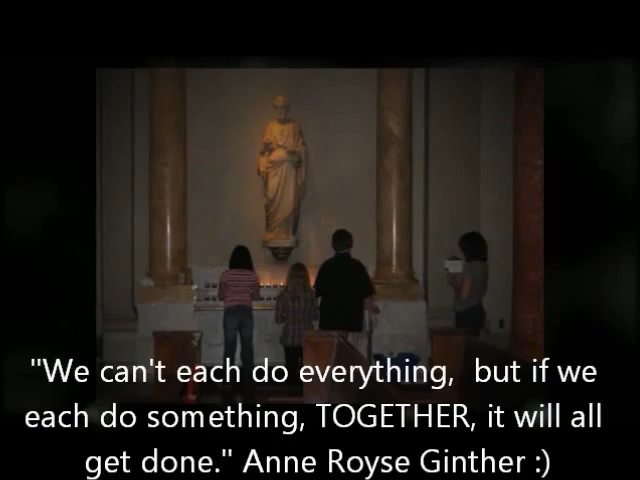 "We can't each do everything,  but if we
each do something, TOGETHER, it will all
get done." Anne Royse Ginther :)